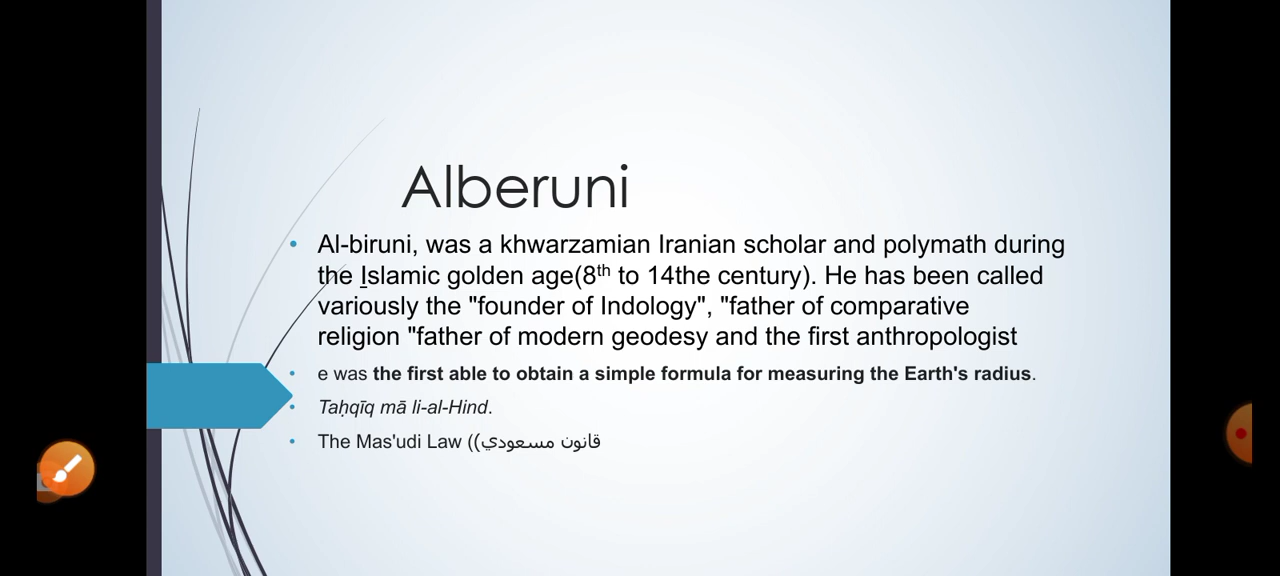 Alberuni
Al-biruni, was a khwarzamian Iranian scholar and polymath during
the Islamic golden age(8th to 14the century). He has been called
variously the "founder of Indology", "father of comparative
religion "father of modern geodesy and the first anthropologist
e was the first able to obtain a simple formula for measuring the Earth's radius.
Taḥqīq mā li-al-Hind.
The Mas'udi Law ((قانون مسعودي